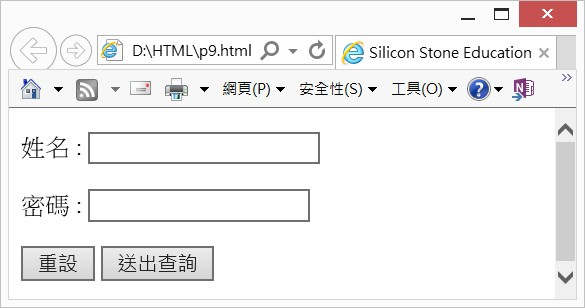 D:\HTML\p9.html
Silicon Stone Education
網頁(P) 安全性(S) 工具(O)
姓名 :
密碼 :
重設 送出查詢